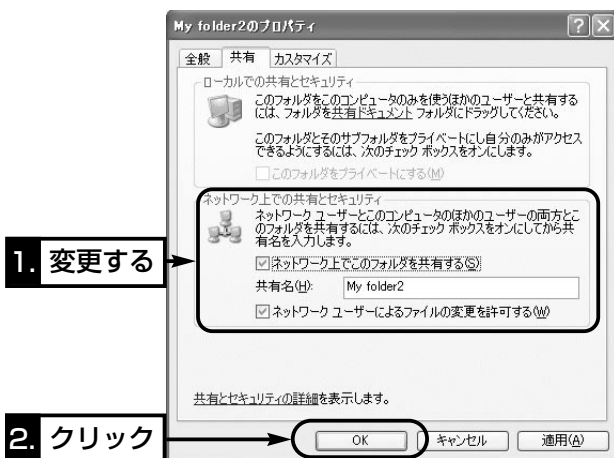 My folder2のプロパティ
全般 共有 カスタマイズ
ローカルでの共有とセキュリティ
このフォルダをこのコンピュータのみを使うほかのユーザーと共有する
には、フォルダを共有ドキュメント フォルダにドラッグしてください。
このフォルダとそのサブフォルダをプライベートにし自分のみがアクセス
できるようにするには、次のチェック ボックスをオンにします。
このフォルダをプライベートにする(M)
ネットワーク上での共有とセキュリティ
ネットワーク ユーザーとこのコンピュータのほかのユーザーの両方とこ
のフォルダを共有するには、次のチェック ボックスをオンにしてから共
有名を入力します。
1. 変更する
ネットワーク上でこのフォルダを共有する(S)
共有名(H): My folder2
ネットワーク ユーザーによるファイルの変更を許可する(W)
共有とセキュリティの詳細を表示します。
2. クリック
OK キャンセル 適用(A)